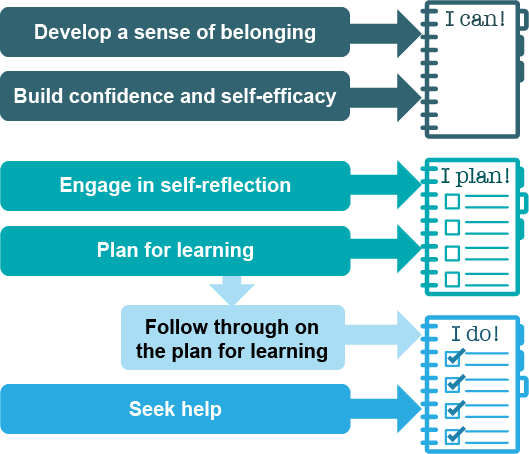 Develop a sense of belonging
I can!
Build confidence and self-efficacy
Engage in self-reflection
I plan!
Plan for learning
Follow through on
the plan for learning
I do!
Seek help